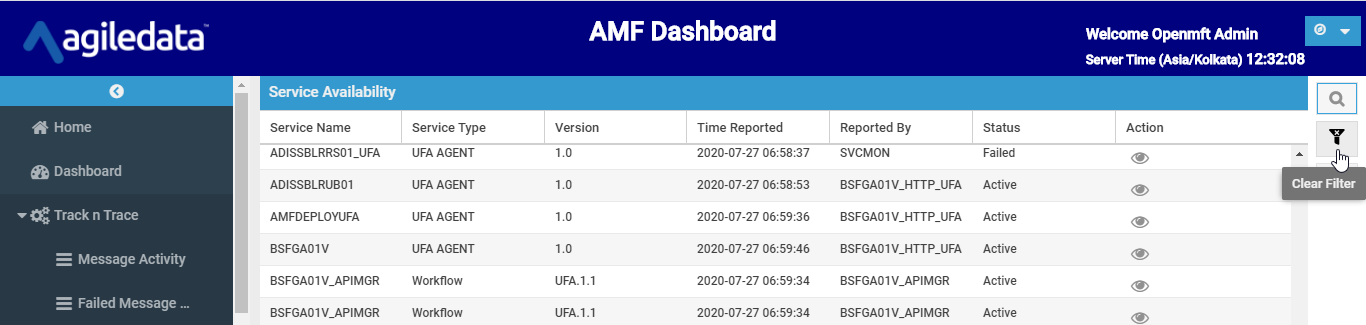 agiledata™
AMF Dashboard
Welcome Openmft Admin
Server Time (Asia/Kolkata) 12:32:08
Home
Dashboard
Track n Trace
Message Activity
Failed Message ...
Service Availability
Service Name Service Type Version Time Reported Reported By Status Action
ADISSBLRRS01_UFA UFA AGENT 1.0 2020-07-27 06:58:37 SVCMON Failed
ADISSBLRUB01 UFA AGENT 1.0 2020-07-27 06:58:53 BSFGA01V_HTTP_UFA Active
AMFDEPLOYUFA UFA AGENT 1.0 2020-07-27 06:59:36 BSFGA01V_HTTP_UFA Active
BSFGA01V UFA AGENT 1.0 2020-07-27 06:59:46 BSFGA01V_HTTP_UFA Active
BSFGA01V_APIMGR Workflow UFA.1.1 2020-07-27 06:59:34 BSFGA01V_APIMGR Active
BSFGA01V_APIMGR Workflow UFA.1.1 2020-07-27 06:59:34 BSFGA01V_APIMGR Active
Clear Filter